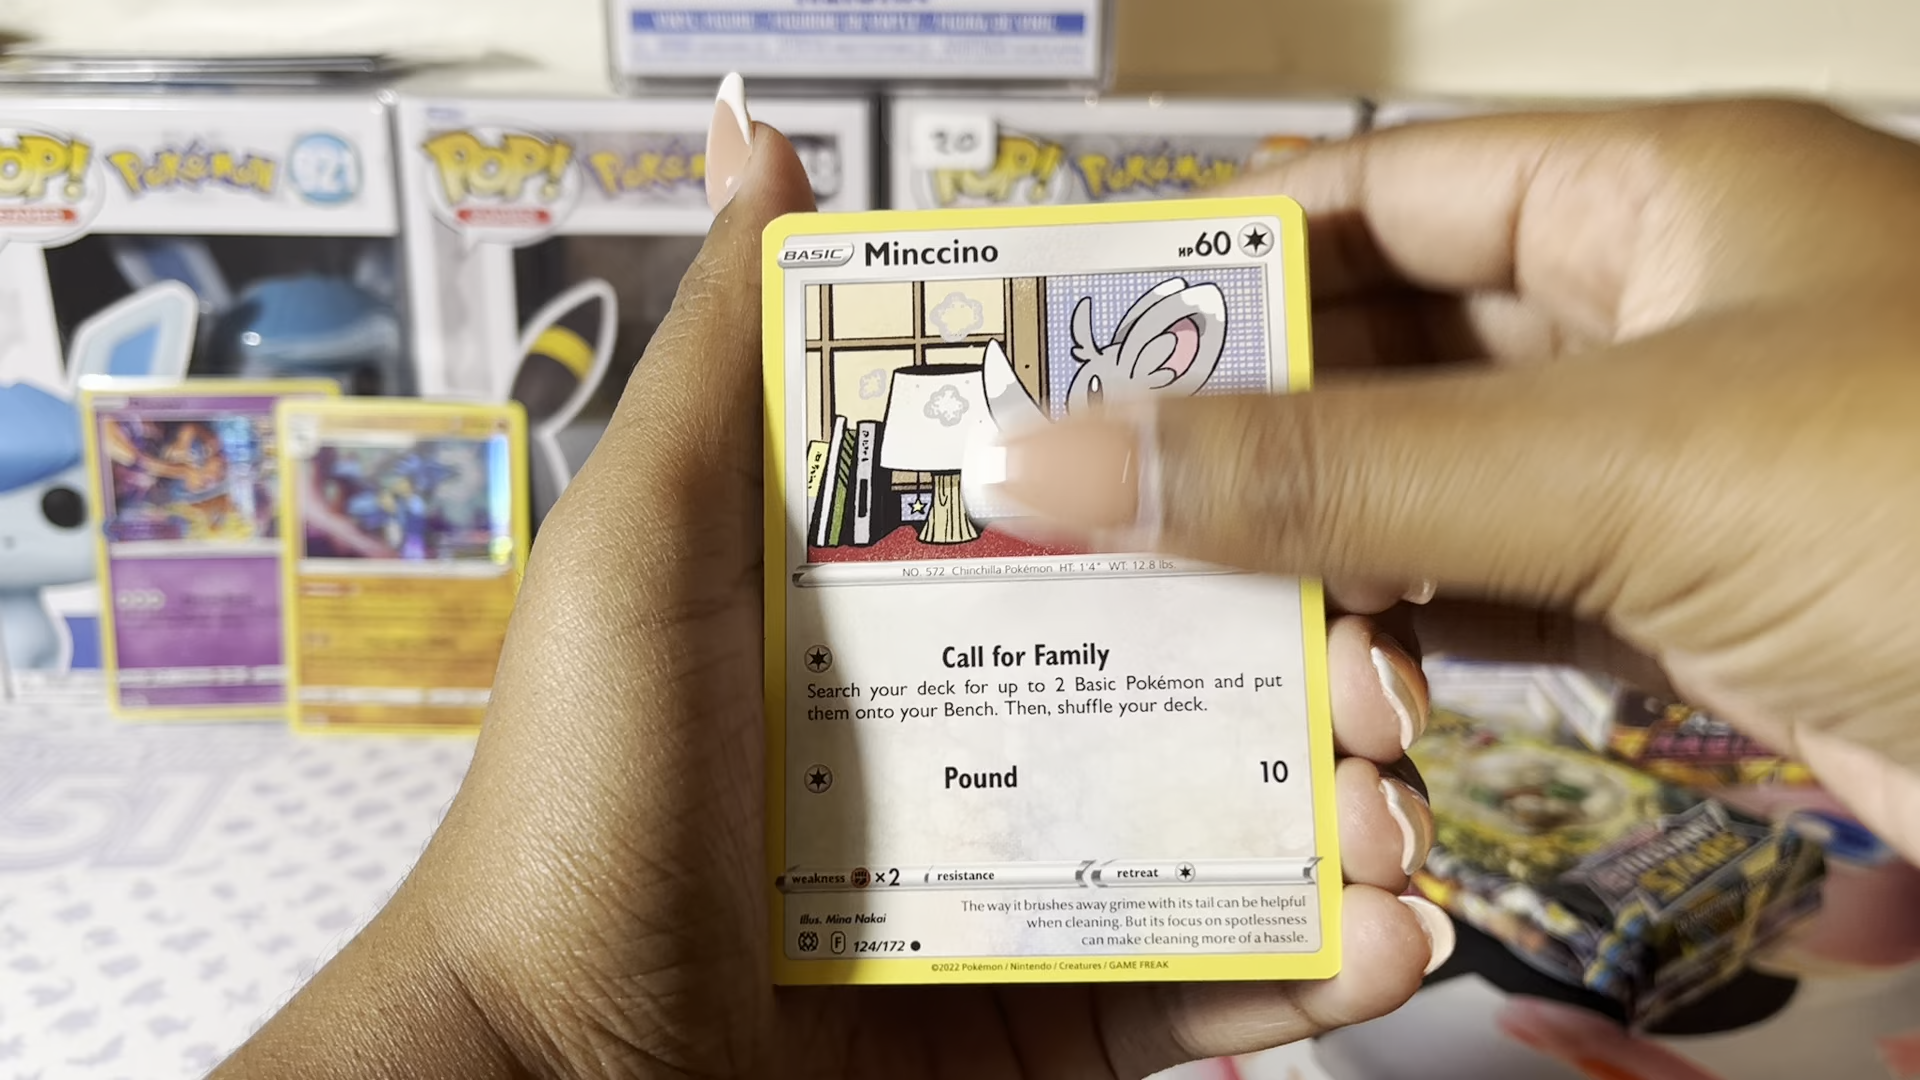 POP!
Pokémon
921
POP!
Pokémon
20
POP!
Pokémon
BASIC
Minccino
HP60
NO. 572 Chinchilla Pokémon HT: 1'4" WT: 12.8 lbs.
Call for Family
Search your deck for up to 2 Basic Pokémon and put
them onto your Bench. Then, shuffle your deck.
Pound 10
weakness ×2 resistance retreat
Illus. Mina Nakai
The way it brushes away grime with its tail can be helpful
when cleaning. But its focus on spotlessness
can make cleaning more of a hassle.
F 124/172
©2022 Pokémon / Nintendo / Creatures / GAME FREAK
BRILLIANT
STARS